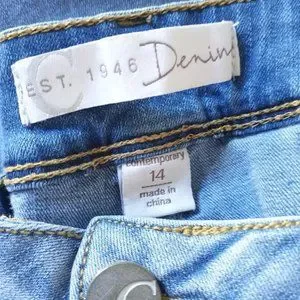 C
EST. 1946 Denim
contemporary
14
made in
china
C